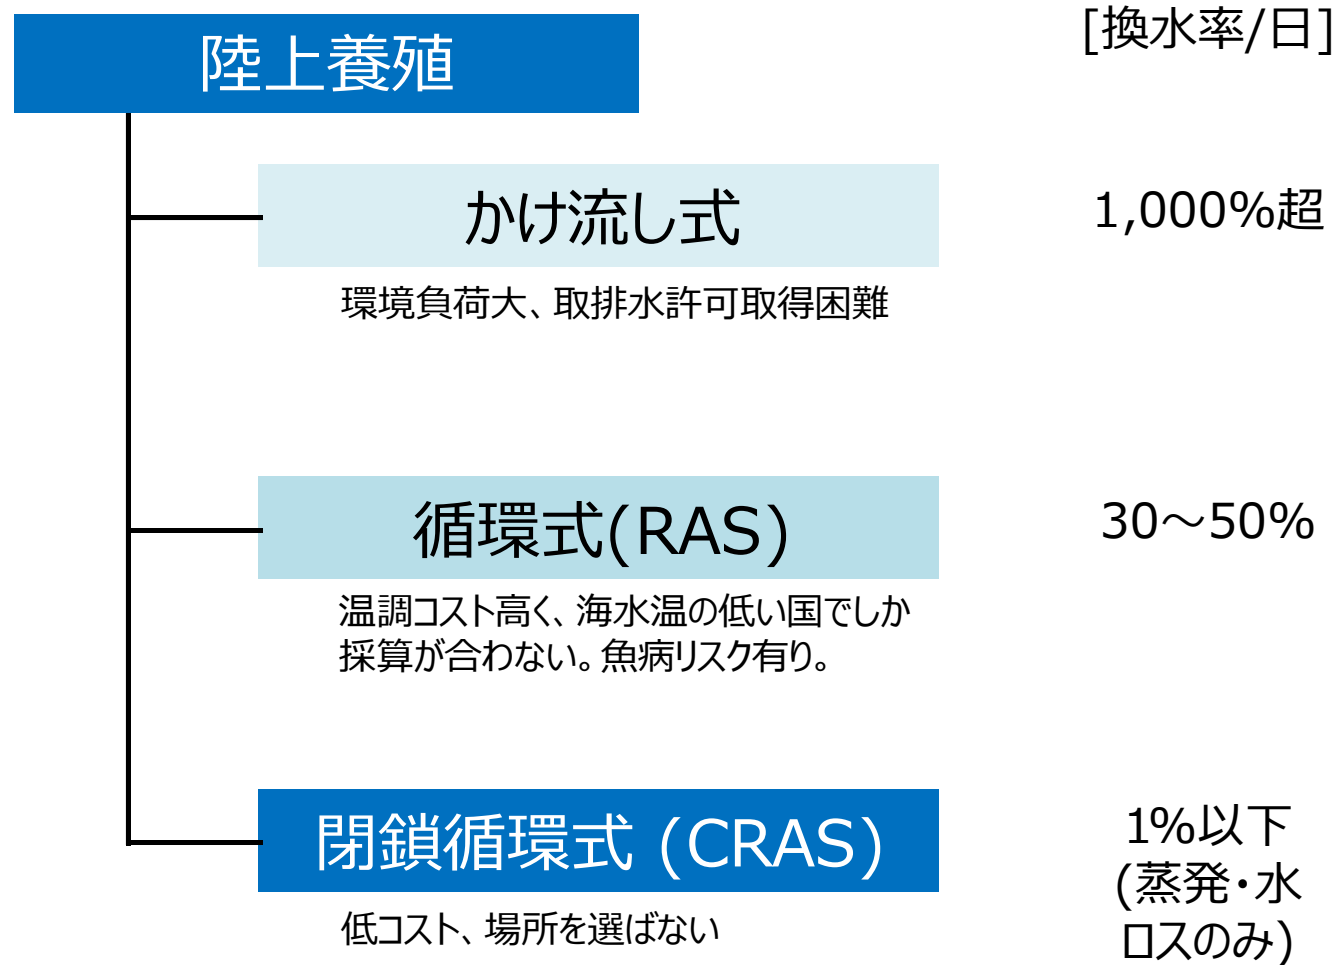 陸上養殖
[換水率/日]
かけ流し式
1,000%超
環境負荷大、取排水許可取得困難
循環式(RAS)
30～50%
温調コスト高く、海水温の低い国でしか
採算が合わない。魚病リスク有り。
閉鎖循環式 (CRAS)
1%以下
(蒸発・水
ロスのみ)
低コスト、場所を選ばない